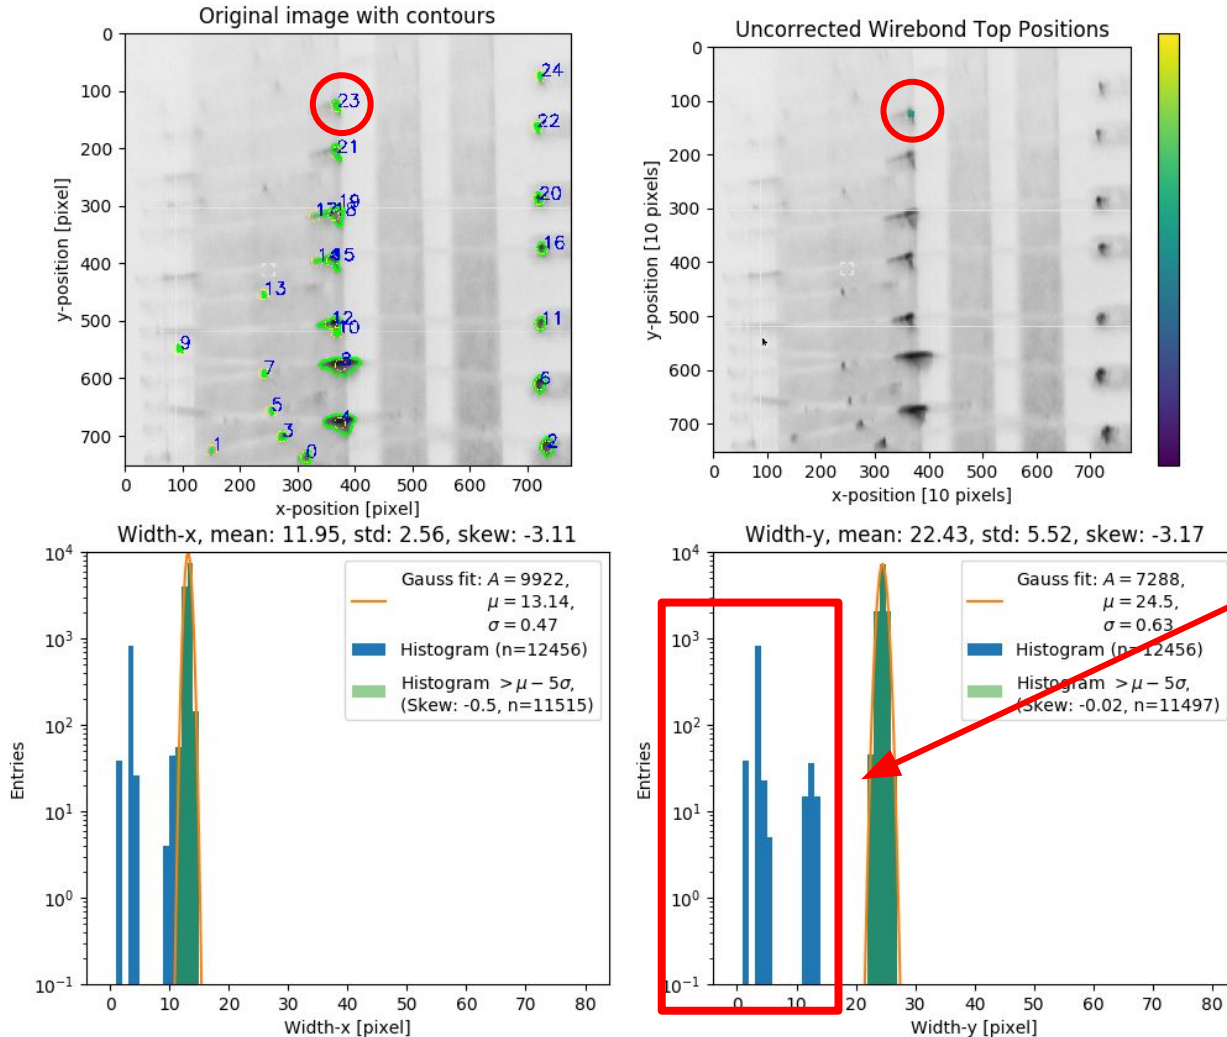 Original image with contours
0
100
200
300
400
500
600
700
y-position [pixel]
24
23
22
21
20
19
17
18
16
14
15
13
12
11
10
9
8
7
6
5
4
3
2
1
0
0 100 200 300 400 500 600 700
x-position [pixel]
Uncorrected Wirebond Top Positions
0
100
200
300
400
500
600
700
y-position [10 pixels]
0 100 200 300 400 500 600 700
x-position [10 pixels]
Width-x, mean: 11.95, std: 2.56, skew: -3.11
10⁴
10³
10²
10¹
10⁰
10⁻¹
Entries
Gauss fit: A = 9922,
μ = 13.14,
σ = 0.47
Histogram (n=12456)
Histogram > μ − 5σ,
(Skew: -0.5, n=11515)
0 10 20 30 40 50 60 70 80
Width-x [pixel]
Width-y, mean: 22.43, std: 5.52, skew: -3.17
10⁴
10³
10²
10¹
10⁰
10⁻¹
Entries
Gauss fit: A = 7288,
μ = 24.5,
σ = 0.63
Histogram (n=12456)
Histogram > μ − 5σ,
(Skew: -0.02, n=11497)
0 10 20 30 40 50 60 70 80
Width-y [pixel]